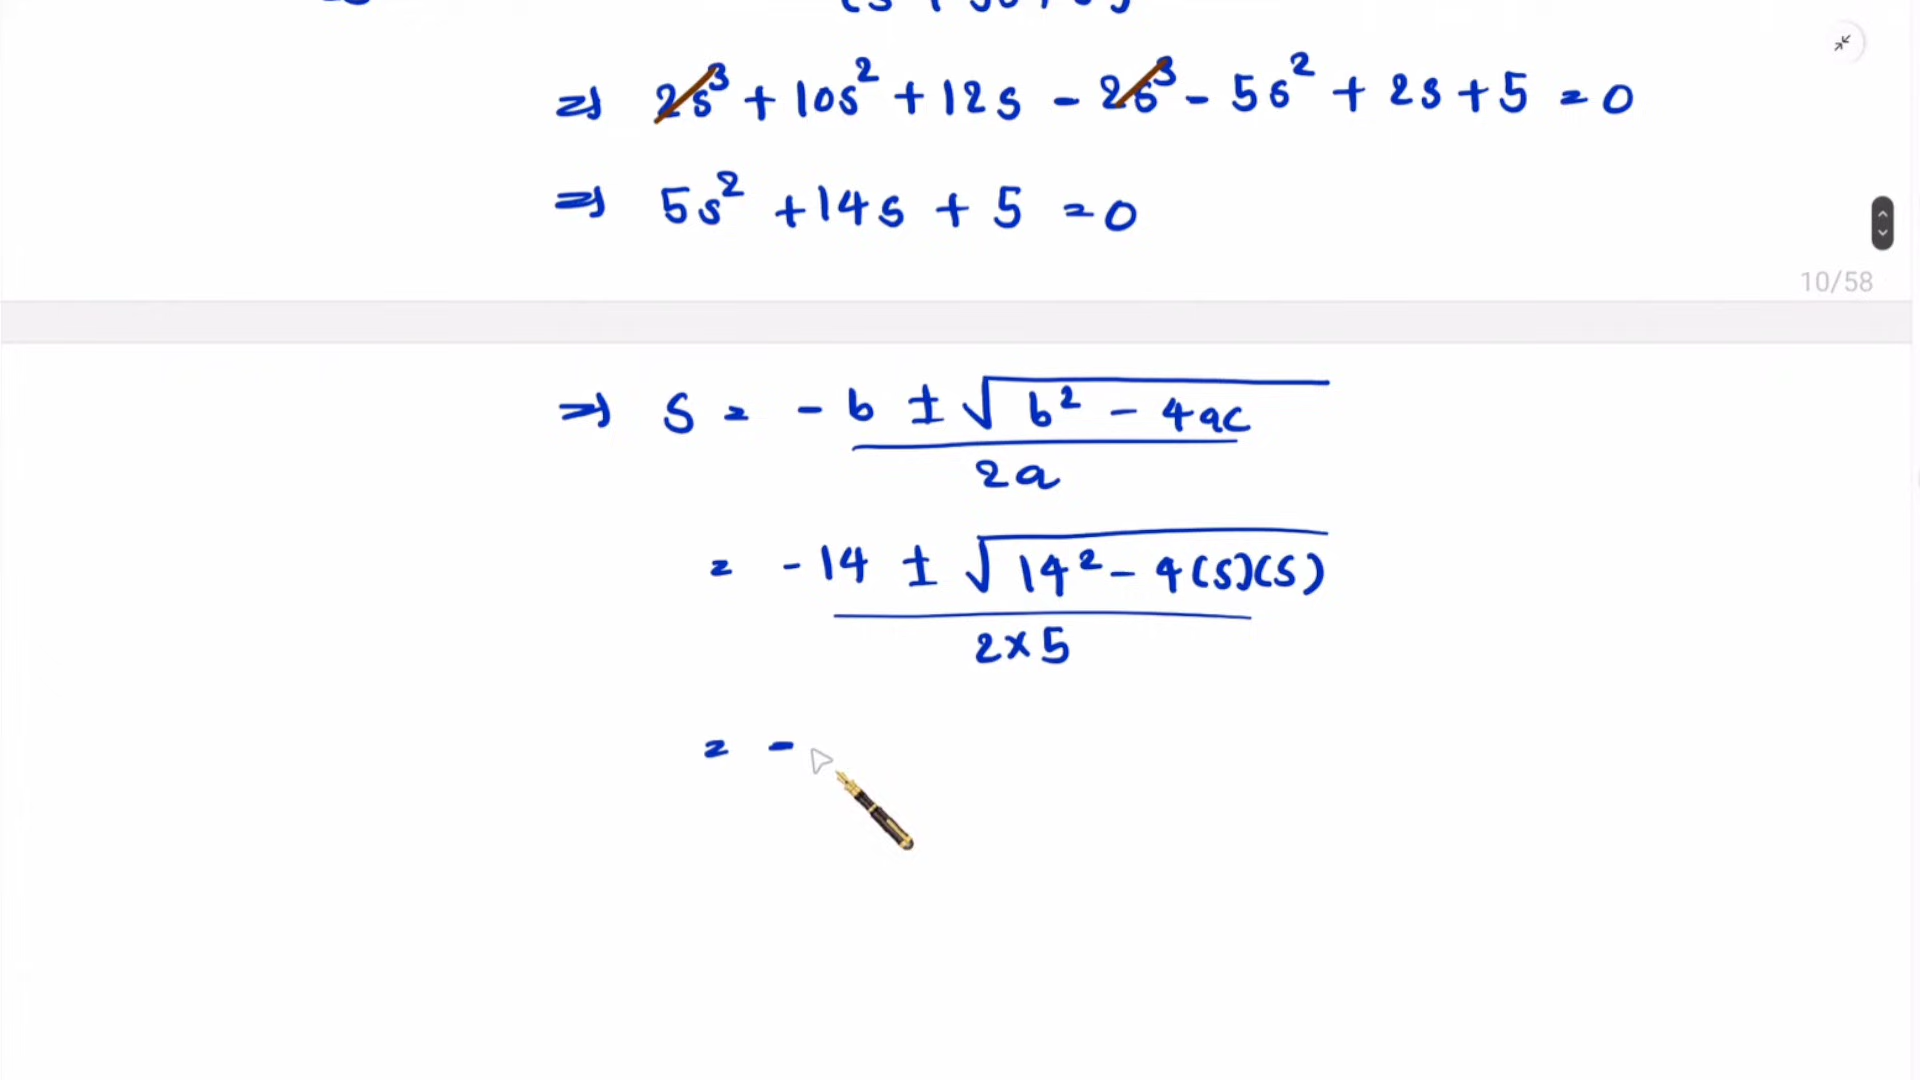 ⇒ 2s³ + 10s² + 12s - 2s³ - 5s² + 2s + 5 = 0
⇒ 5s² + 14s + 5 = 0
10/58
⇒ s = - b ± √ b² - 4ac
2a
= - 14 ± √ 14² - 4(5)(5)
2×5
= -